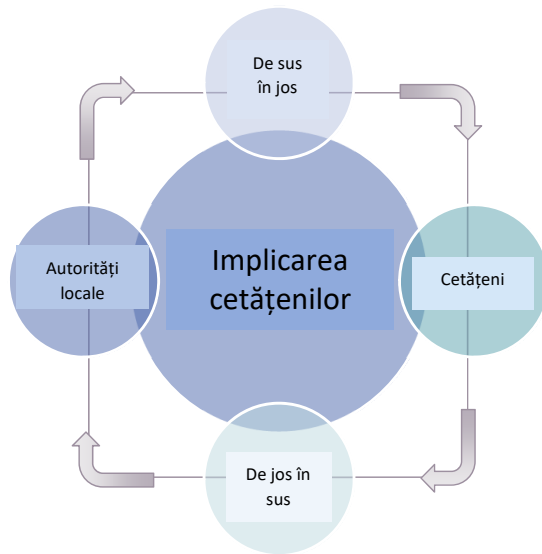 De sus
în jos
Autorități
locale
Implicarea
cetățenilor
Cetățeni
De jos în
sus